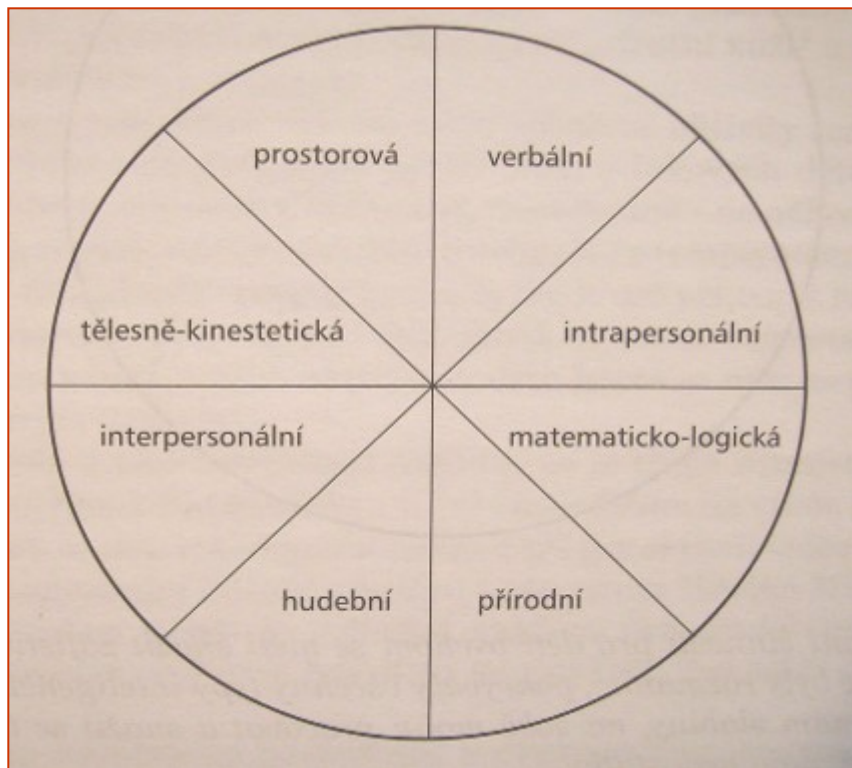 prostorová verbální
tělesně-kinestetická intrapersonální
interpersonální matematicko-logická
hudební přírodní